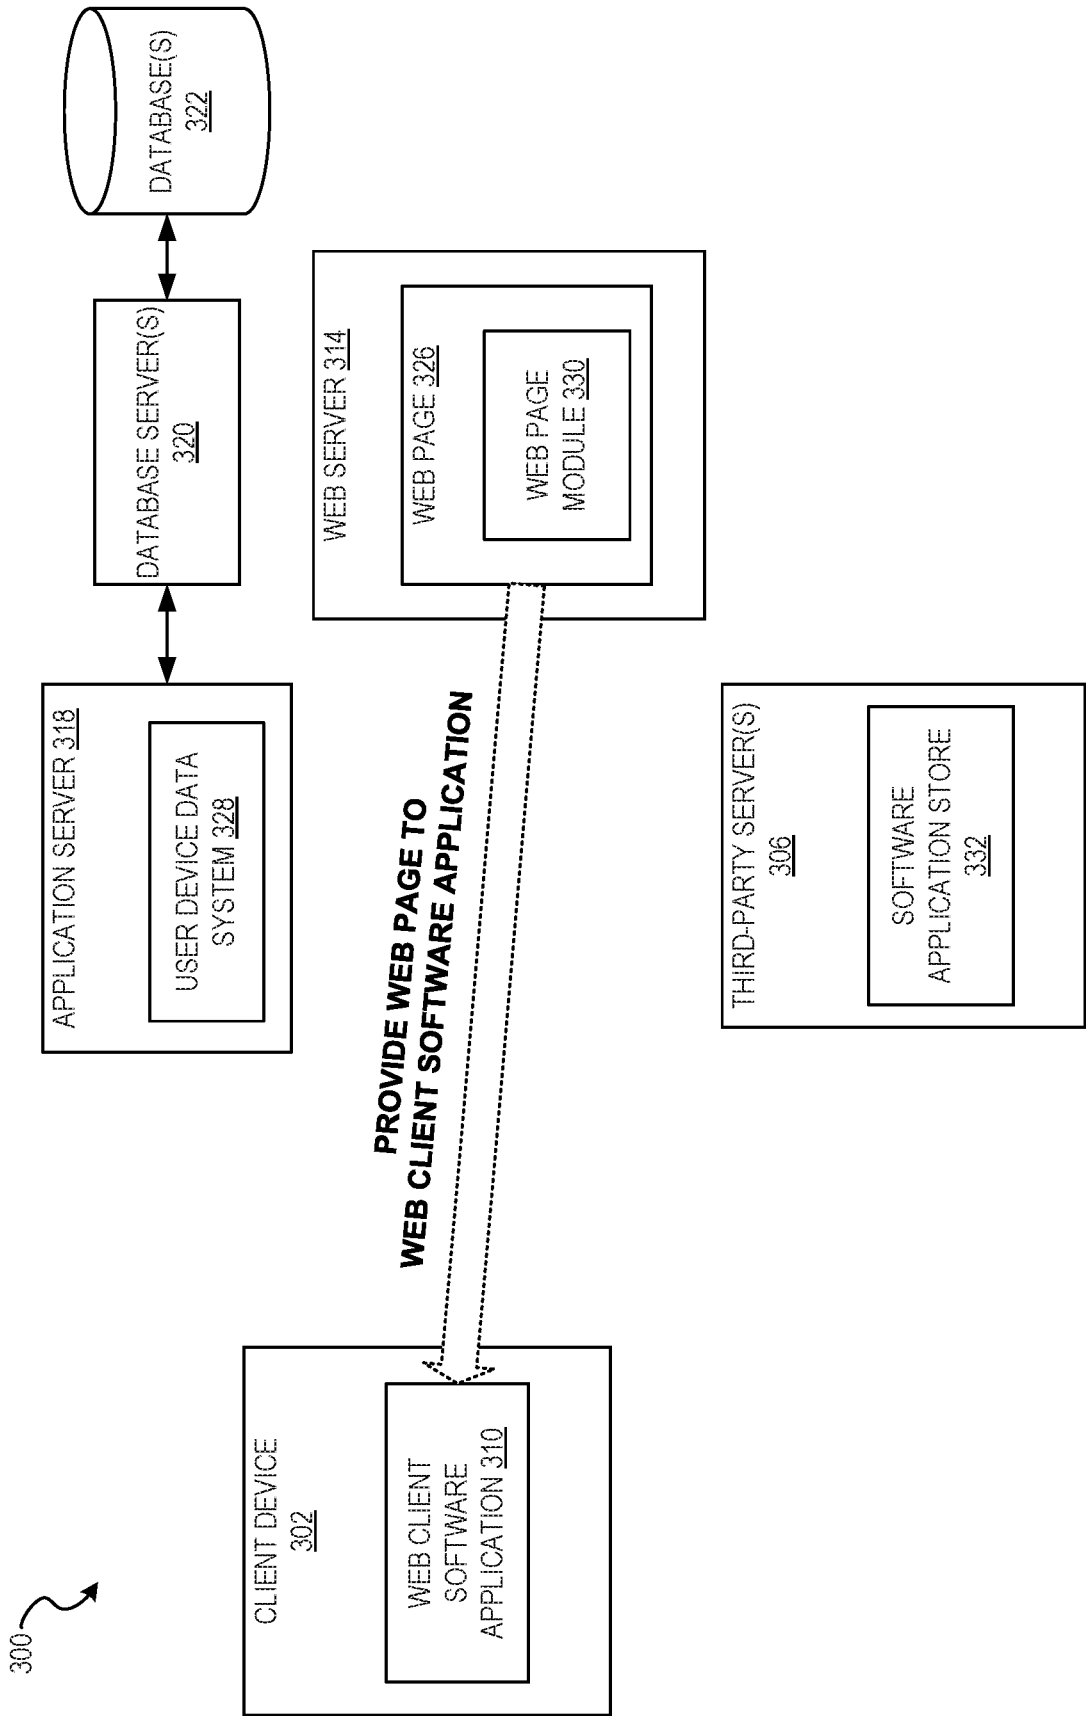 300
CLIENT DEVICE
302
WEB CLIENT
SOFTWARE
APPLICATION 310
PROVIDE WEB PAGE TO
WEB CLIENT SOFTWARE APPLICATION
APPLICATION SERVER 318
USER DEVICE DATA
SYSTEM 328
DATABASE SERVER(S)
320
DATABASE(S)
322
WEB SERVER 314
WEB PAGE 326
WEB PAGE
MODULE 330
THIRD-PARTY SERVER(S)
306
SOFTWARE
APPLICATION STORE
332